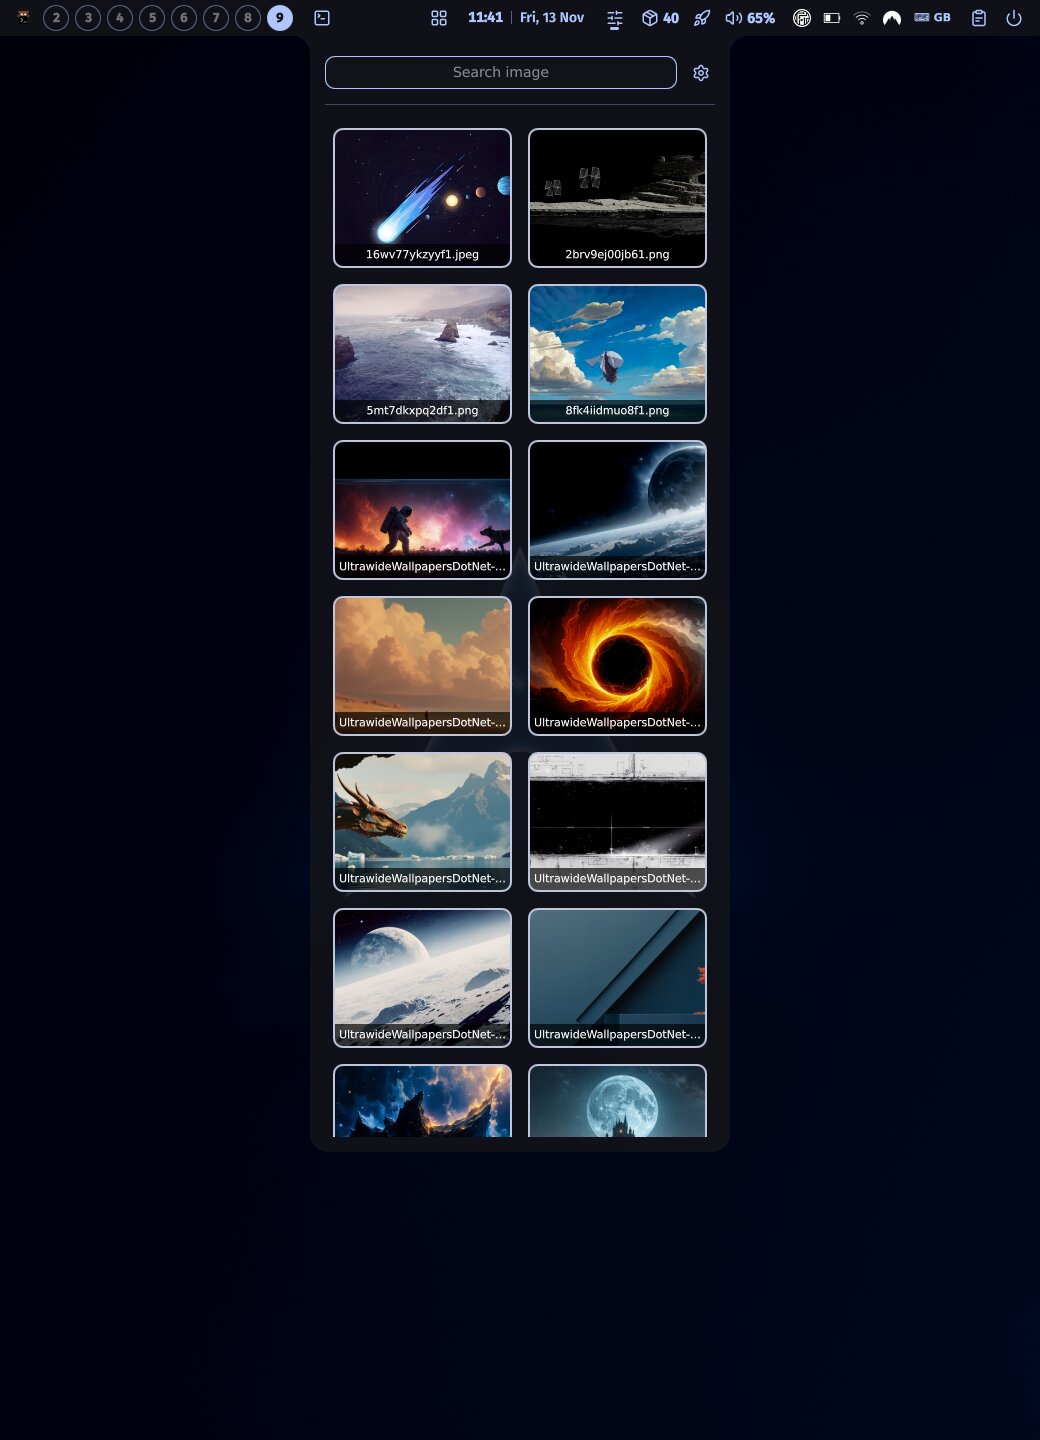 2 3 4 5 6 7 8 9 11:41 Fri, 13 Nov 40 65% GB
Search image
16wv77ykzyyf1.jpeg 2brv9ej00jb61.png
5mt7dkxpq2df1.png 8fk4iidmuo8f1.png
UltrawideWallpapersDotNet-... UltrawideWallpapersDotNet-...
UltrawideWallpapersDotNet-... UltrawideWallpapersDotNet-...
UltrawideWallpapersDotNet-... UltrawideWallpapersDotNet-...
UltrawideWallpapersDotNet-... UltrawideWallpapersDotNet-...